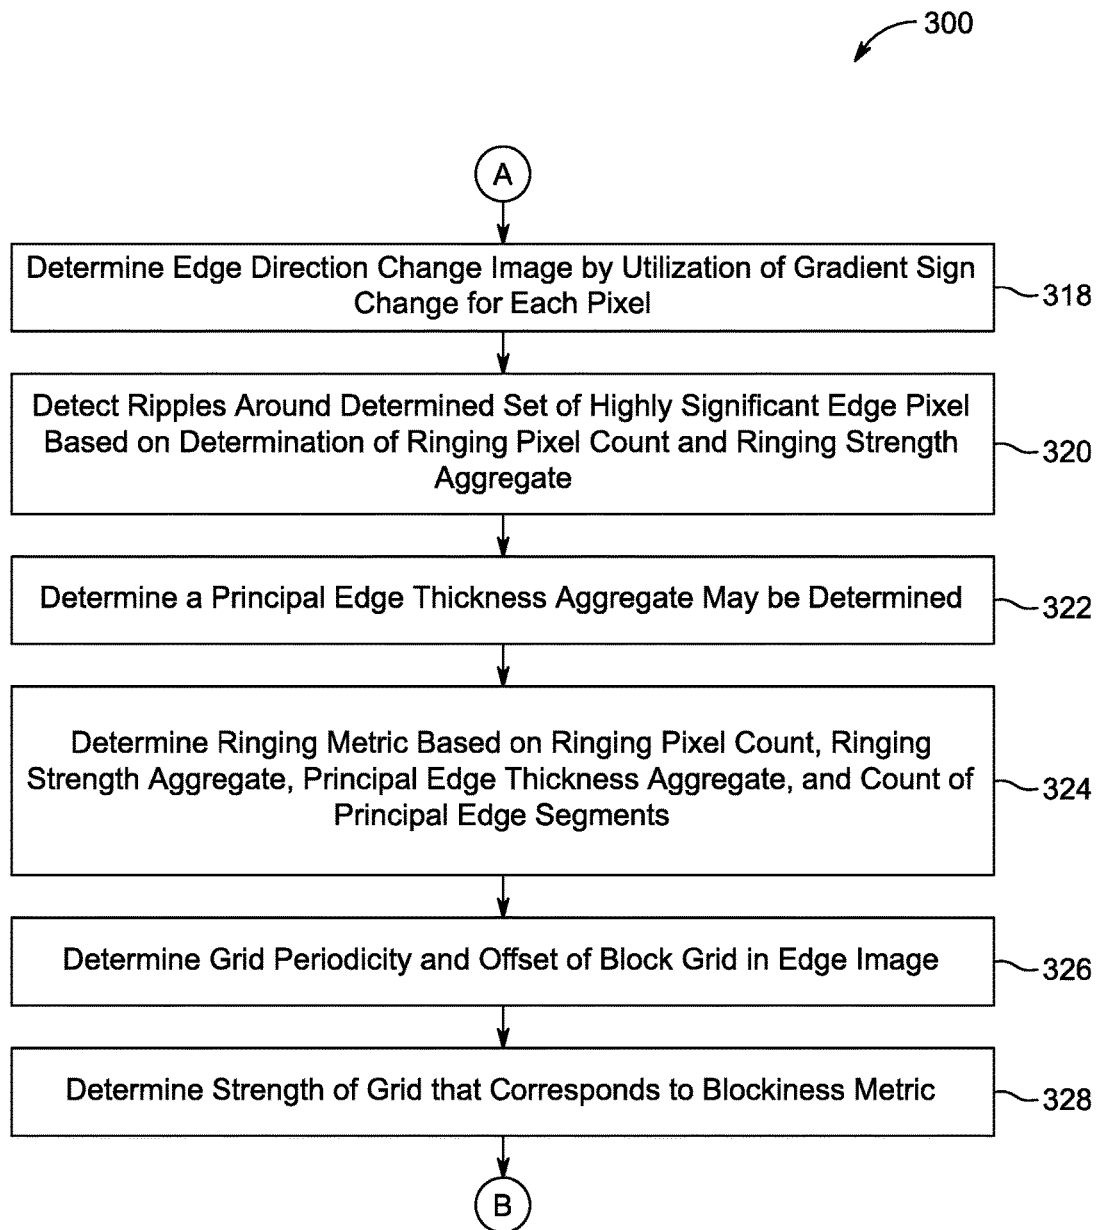 300
A
Determine Edge Direction Change Image by Utilization of Gradient Sign
Change for Each Pixel
318
Detect Ripples Around Determined Set of Highly Significant Edge Pixel
Based on Determination of Ringing Pixel Count and Ringing Strength
Aggregate
320
Determine a Principal Edge Thickness Aggregate May be Determined
322
Determine Ringing Metric Based on Ringing Pixel Count, Ringing
Strength Aggregate, Principal Edge Thickness Aggregate, and Count of
Principal Edge Segments
324
Determine Grid Periodicity and Offset of Block Grid in Edge Image
326
Determine Strength of Grid that Corresponds to Blockiness Metric
328
B